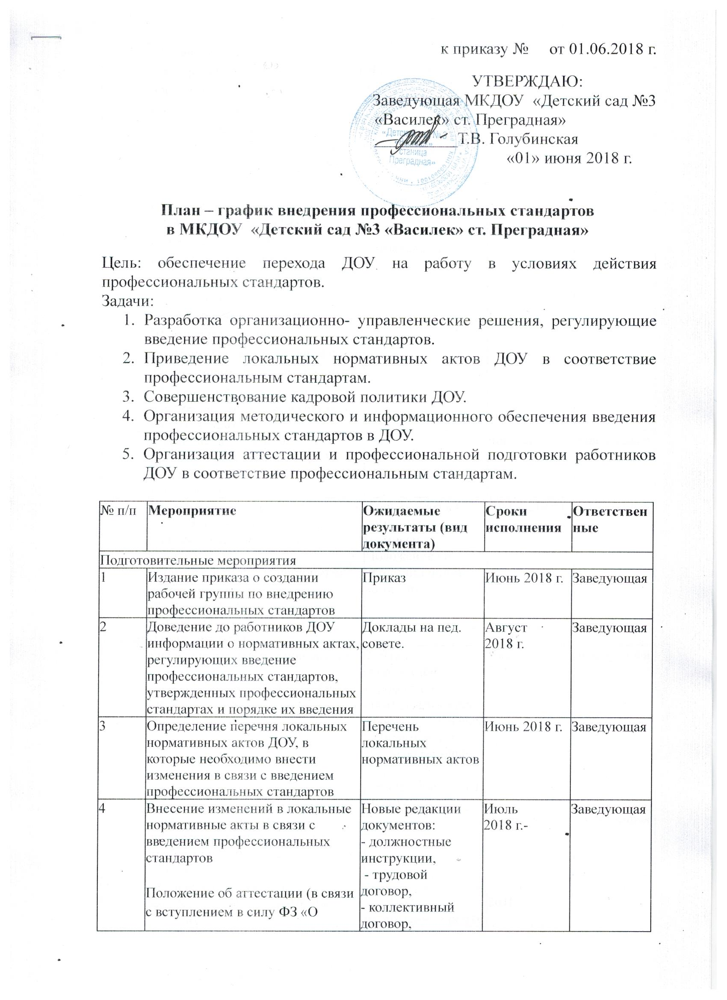 к приказу № от 01.06.2018 г.
УТВЕРЖДАЮ:
Заведующая МКДОУ «Детский сад №3
«Василек» ст. Преградная»
Т.В. Голубинская
«01» июня 2018 г.
станица
Преградная»
План – график внедрения профессиональных стандартов
в МКДОУ «Детский сад №3 «Василек» ст. Преградная»
Цель: обеспечение перехода ДОУ на работу в условиях действия
профессиональных стандартов.
Задачи:
1. Разработка организационно- управленческие решения, регулирующие
введение профессиональных стандартов.
2. Приведение локальных нормативных актов ДОУ в соответствие
профессиональным стандартам.
3. Совершенствование кадровой политики ДОУ.
4. Организация методического и информационного обеспечения введения
профессиональных стандартов в ДОУ.
5. Организация аттестации и профессиональной подготовки работников
ДОУ в соответствие профессиональным стандартам.
№ п/п
Мероприятие
Ожидаемые
результаты (вид
документа)
Сроки
исполнения
Ответствен
ные
Подготовительные мероприятия
1
Издание приказа о создании
рабочей группы по внедрению
профессиональных стандартов
Приказ
Июнь 2018 г.
Заведующая
2
Доведение до работников ДОУ
информации о нормативных актах,
регулирующих введение
профессиональных стандартов,
утвержденных профессиональных
стандартах и порядке их введения
Доклады на пед.
совете.
Август
2018 г.
Заведующая
3
Определение перечня локальных
нормативных актов ДОУ, в
которые необходимо внести
изменения в связи с введением
профессиональных стандартов
Перечень
локальных
нормативных актов
Июнь 2018 г.
Заведующая
4
Внесение изменений в локальные
нормативные акты в связи с
введением профессиональных
стандартов
Положение об аттестации (в связи
с вступлением в силу ФЗ «О
Новые редакции
документов:
- должностные
инструкции,
- трудовой
договор,
- коллективный
договор,
Июль
2018 г.-
Заведующая